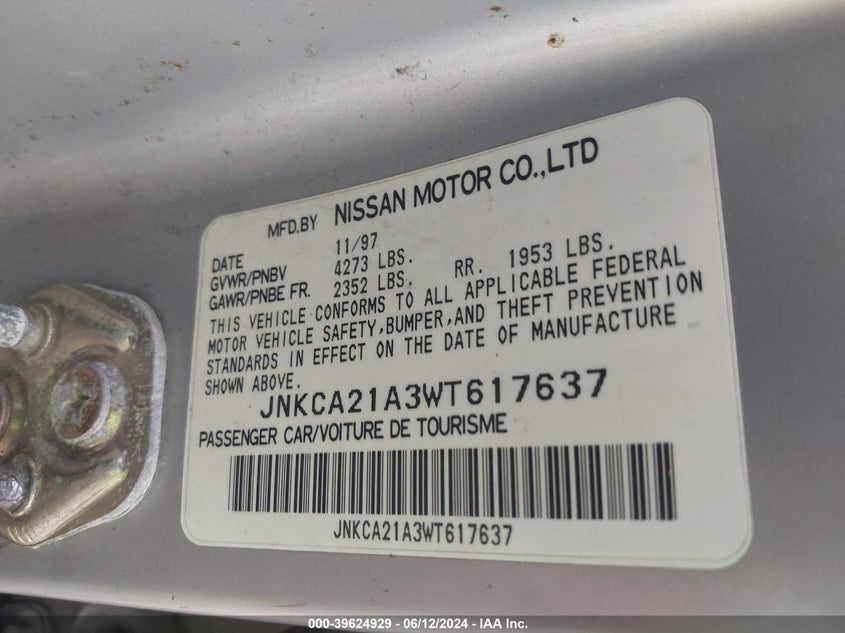 MFD.BY NISSAN MOTOR CO.,LTD
DATE 11/97
GVWR/PNBV 4273 LBS.
GAWR/PNBE FR. 2352 LBS. RR. 1953 LBS.
THIS VEHICLE CONFORMS TO ALL APPLICABLE FEDERAL
MOTOR VEHICLE SAFETY,BUMPER,AND THEFT PREVENTION
STANDARDS IN EFFECT ON THE DATE OF MANUFACTURE
SHOWN ABOVE.
JNKCA21A3WT617637
PASSENGER CAR/VOITURE DE TOURISME
JNKCA21A3WT617637
000-39624929 - 06/12/2024 - IAA Inc.